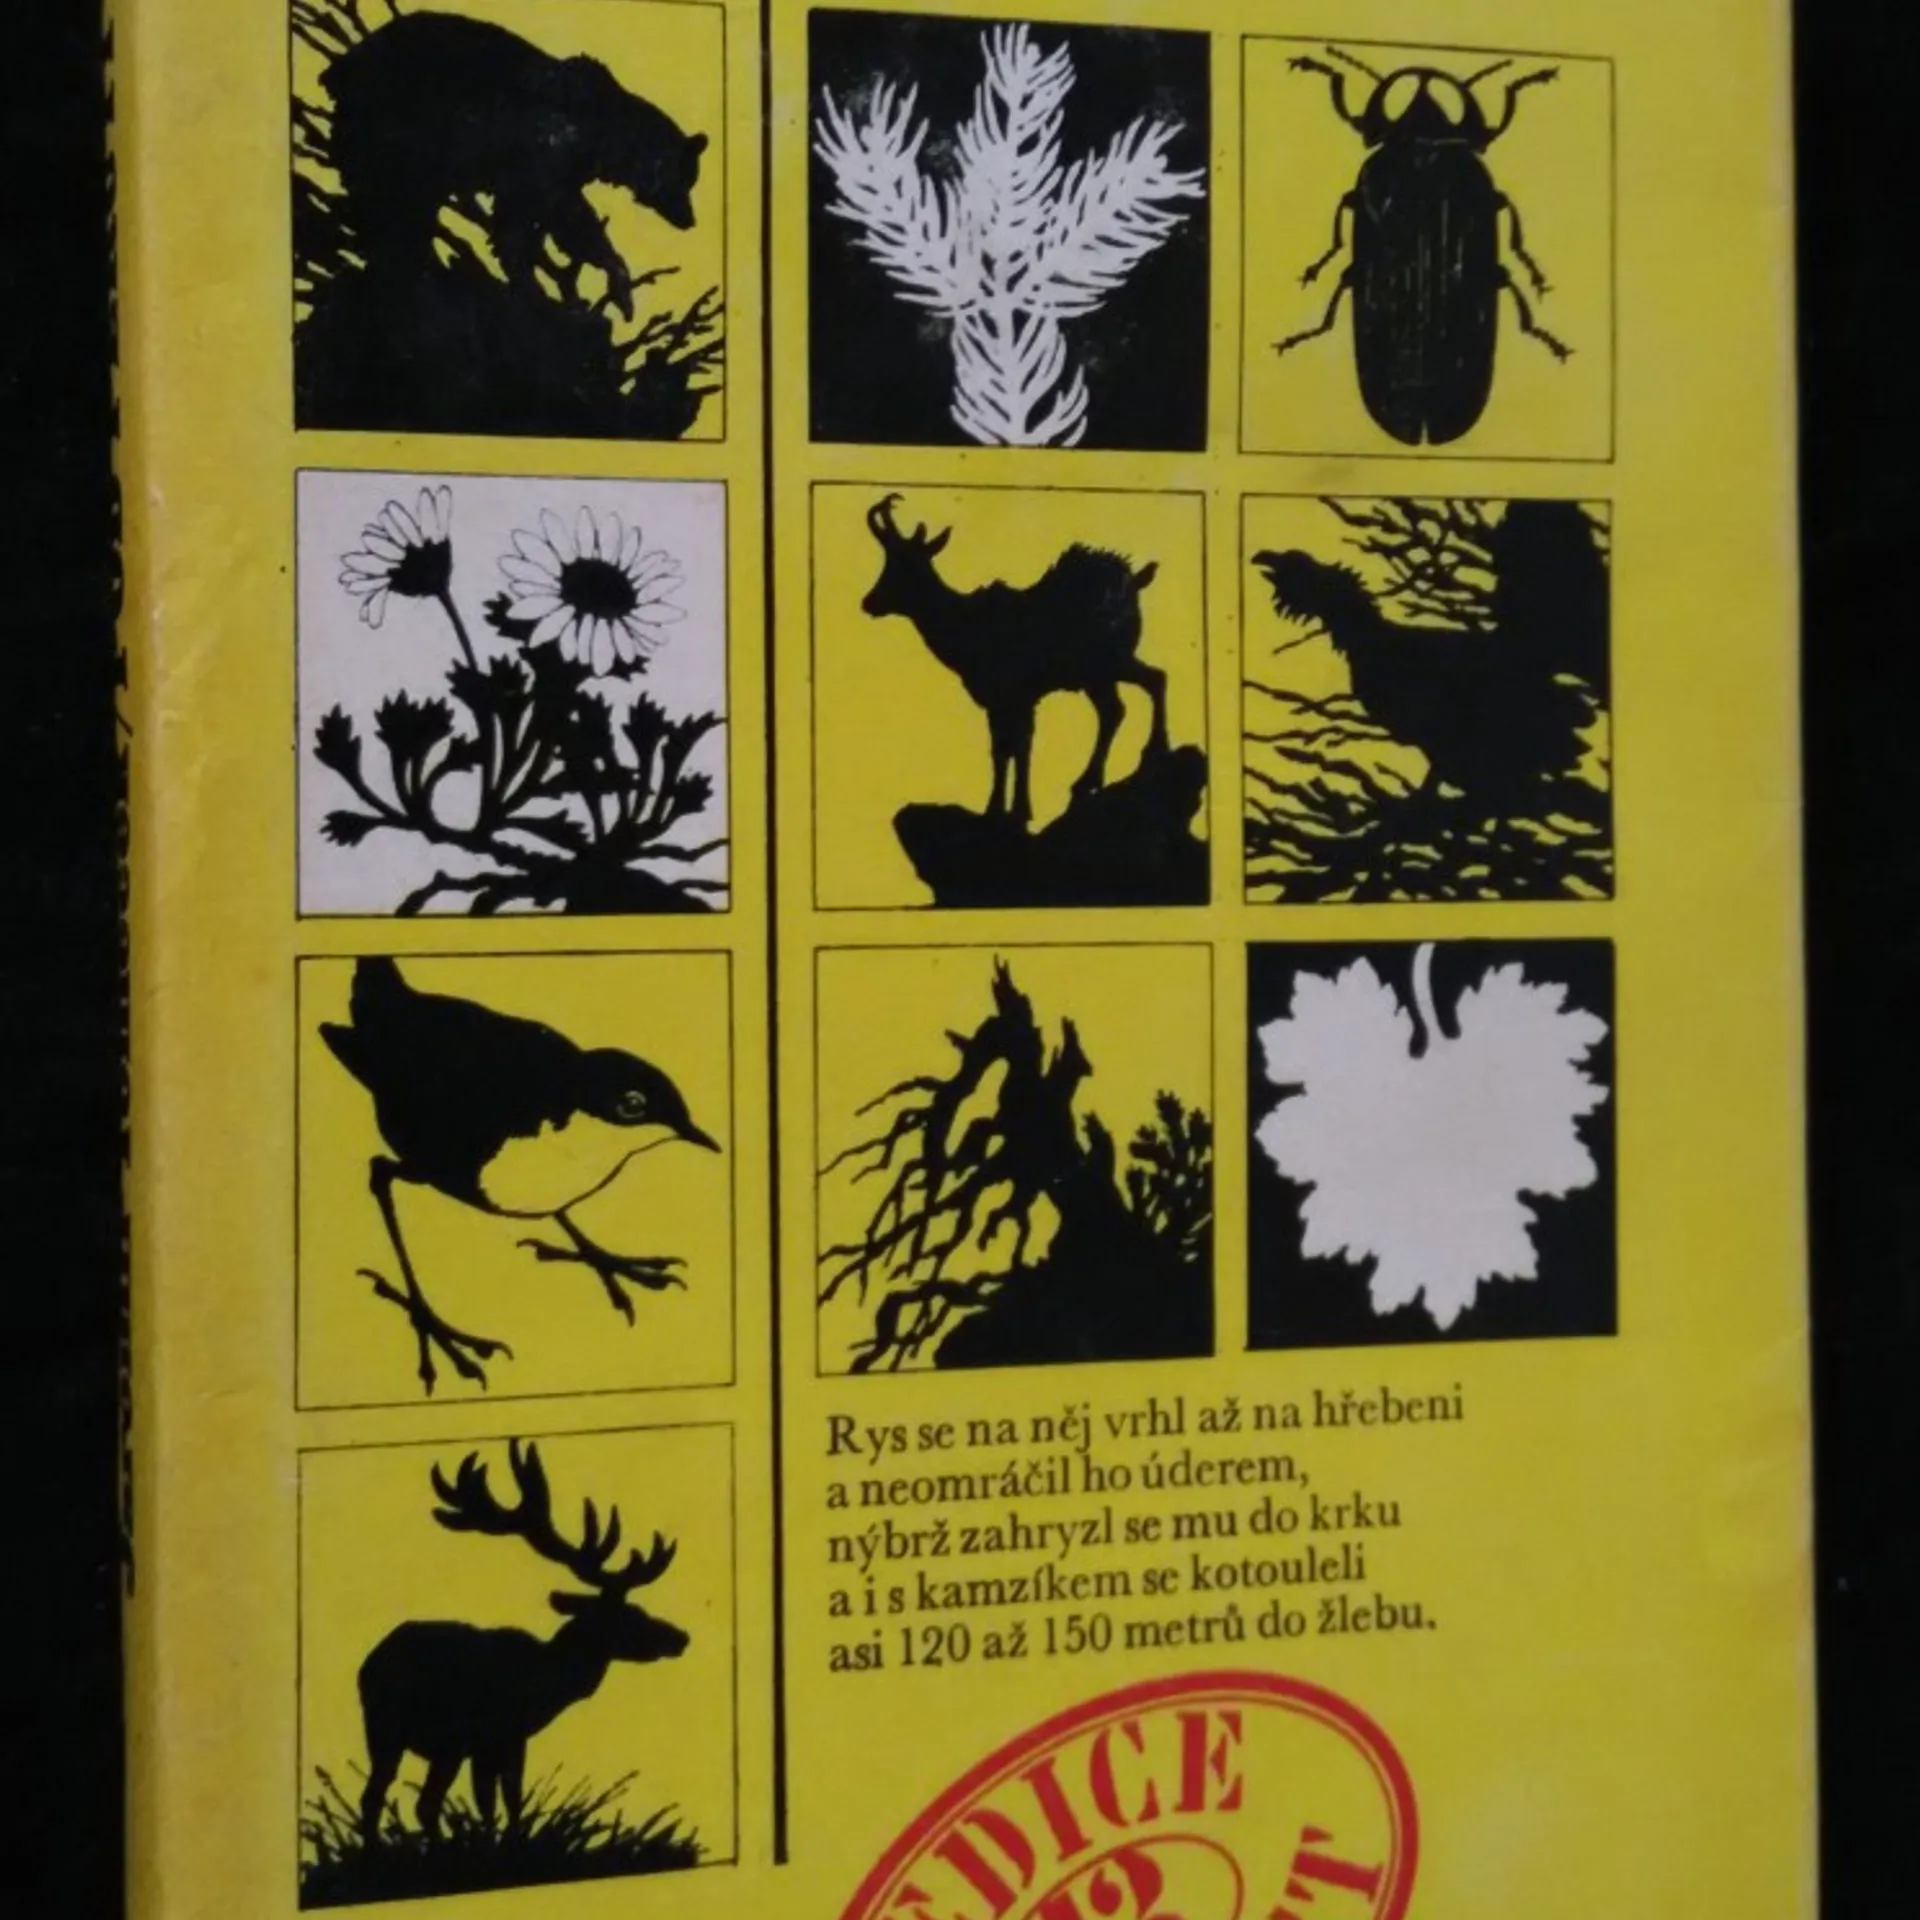 Rys se na něj vrhl až na hřebeni
a neomráčil ho úderem,
nýbrž zahryzl se mu do krku
a i s kamzíkem se kotouleli
asi 120 až 150 metrů do žlebu.
EDICE
13